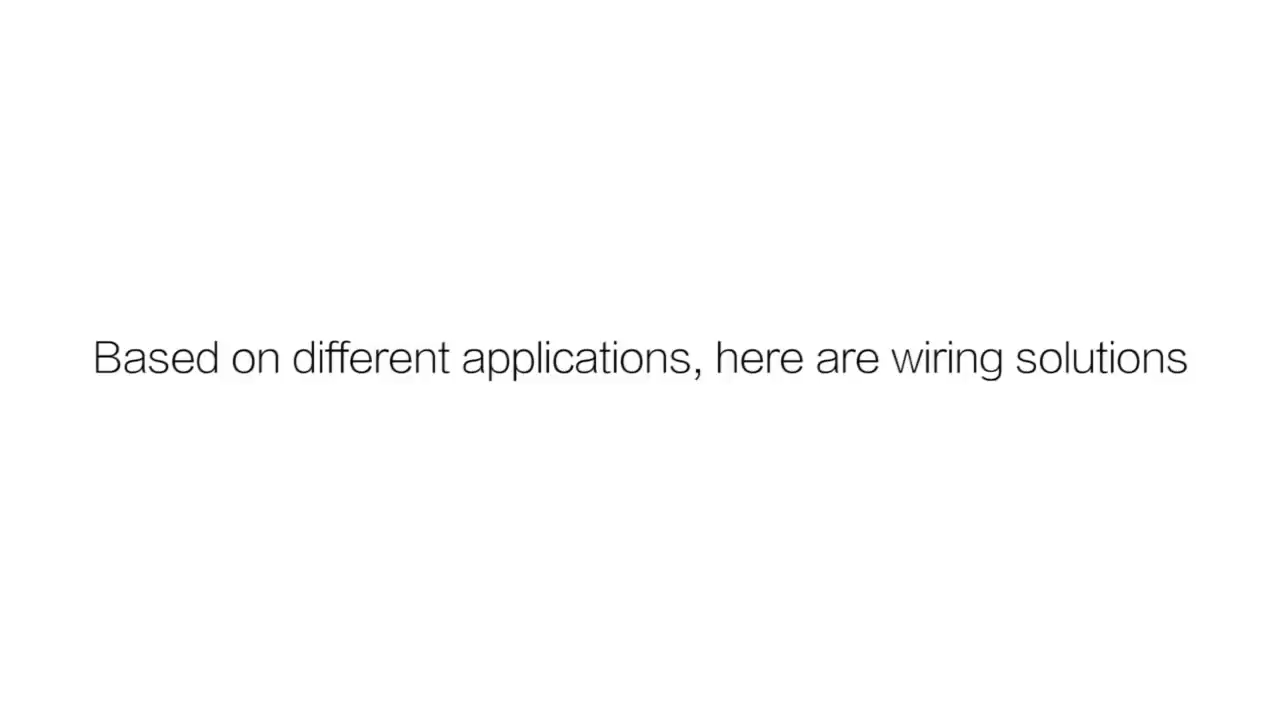 Based on different applications, here are wiring solutions